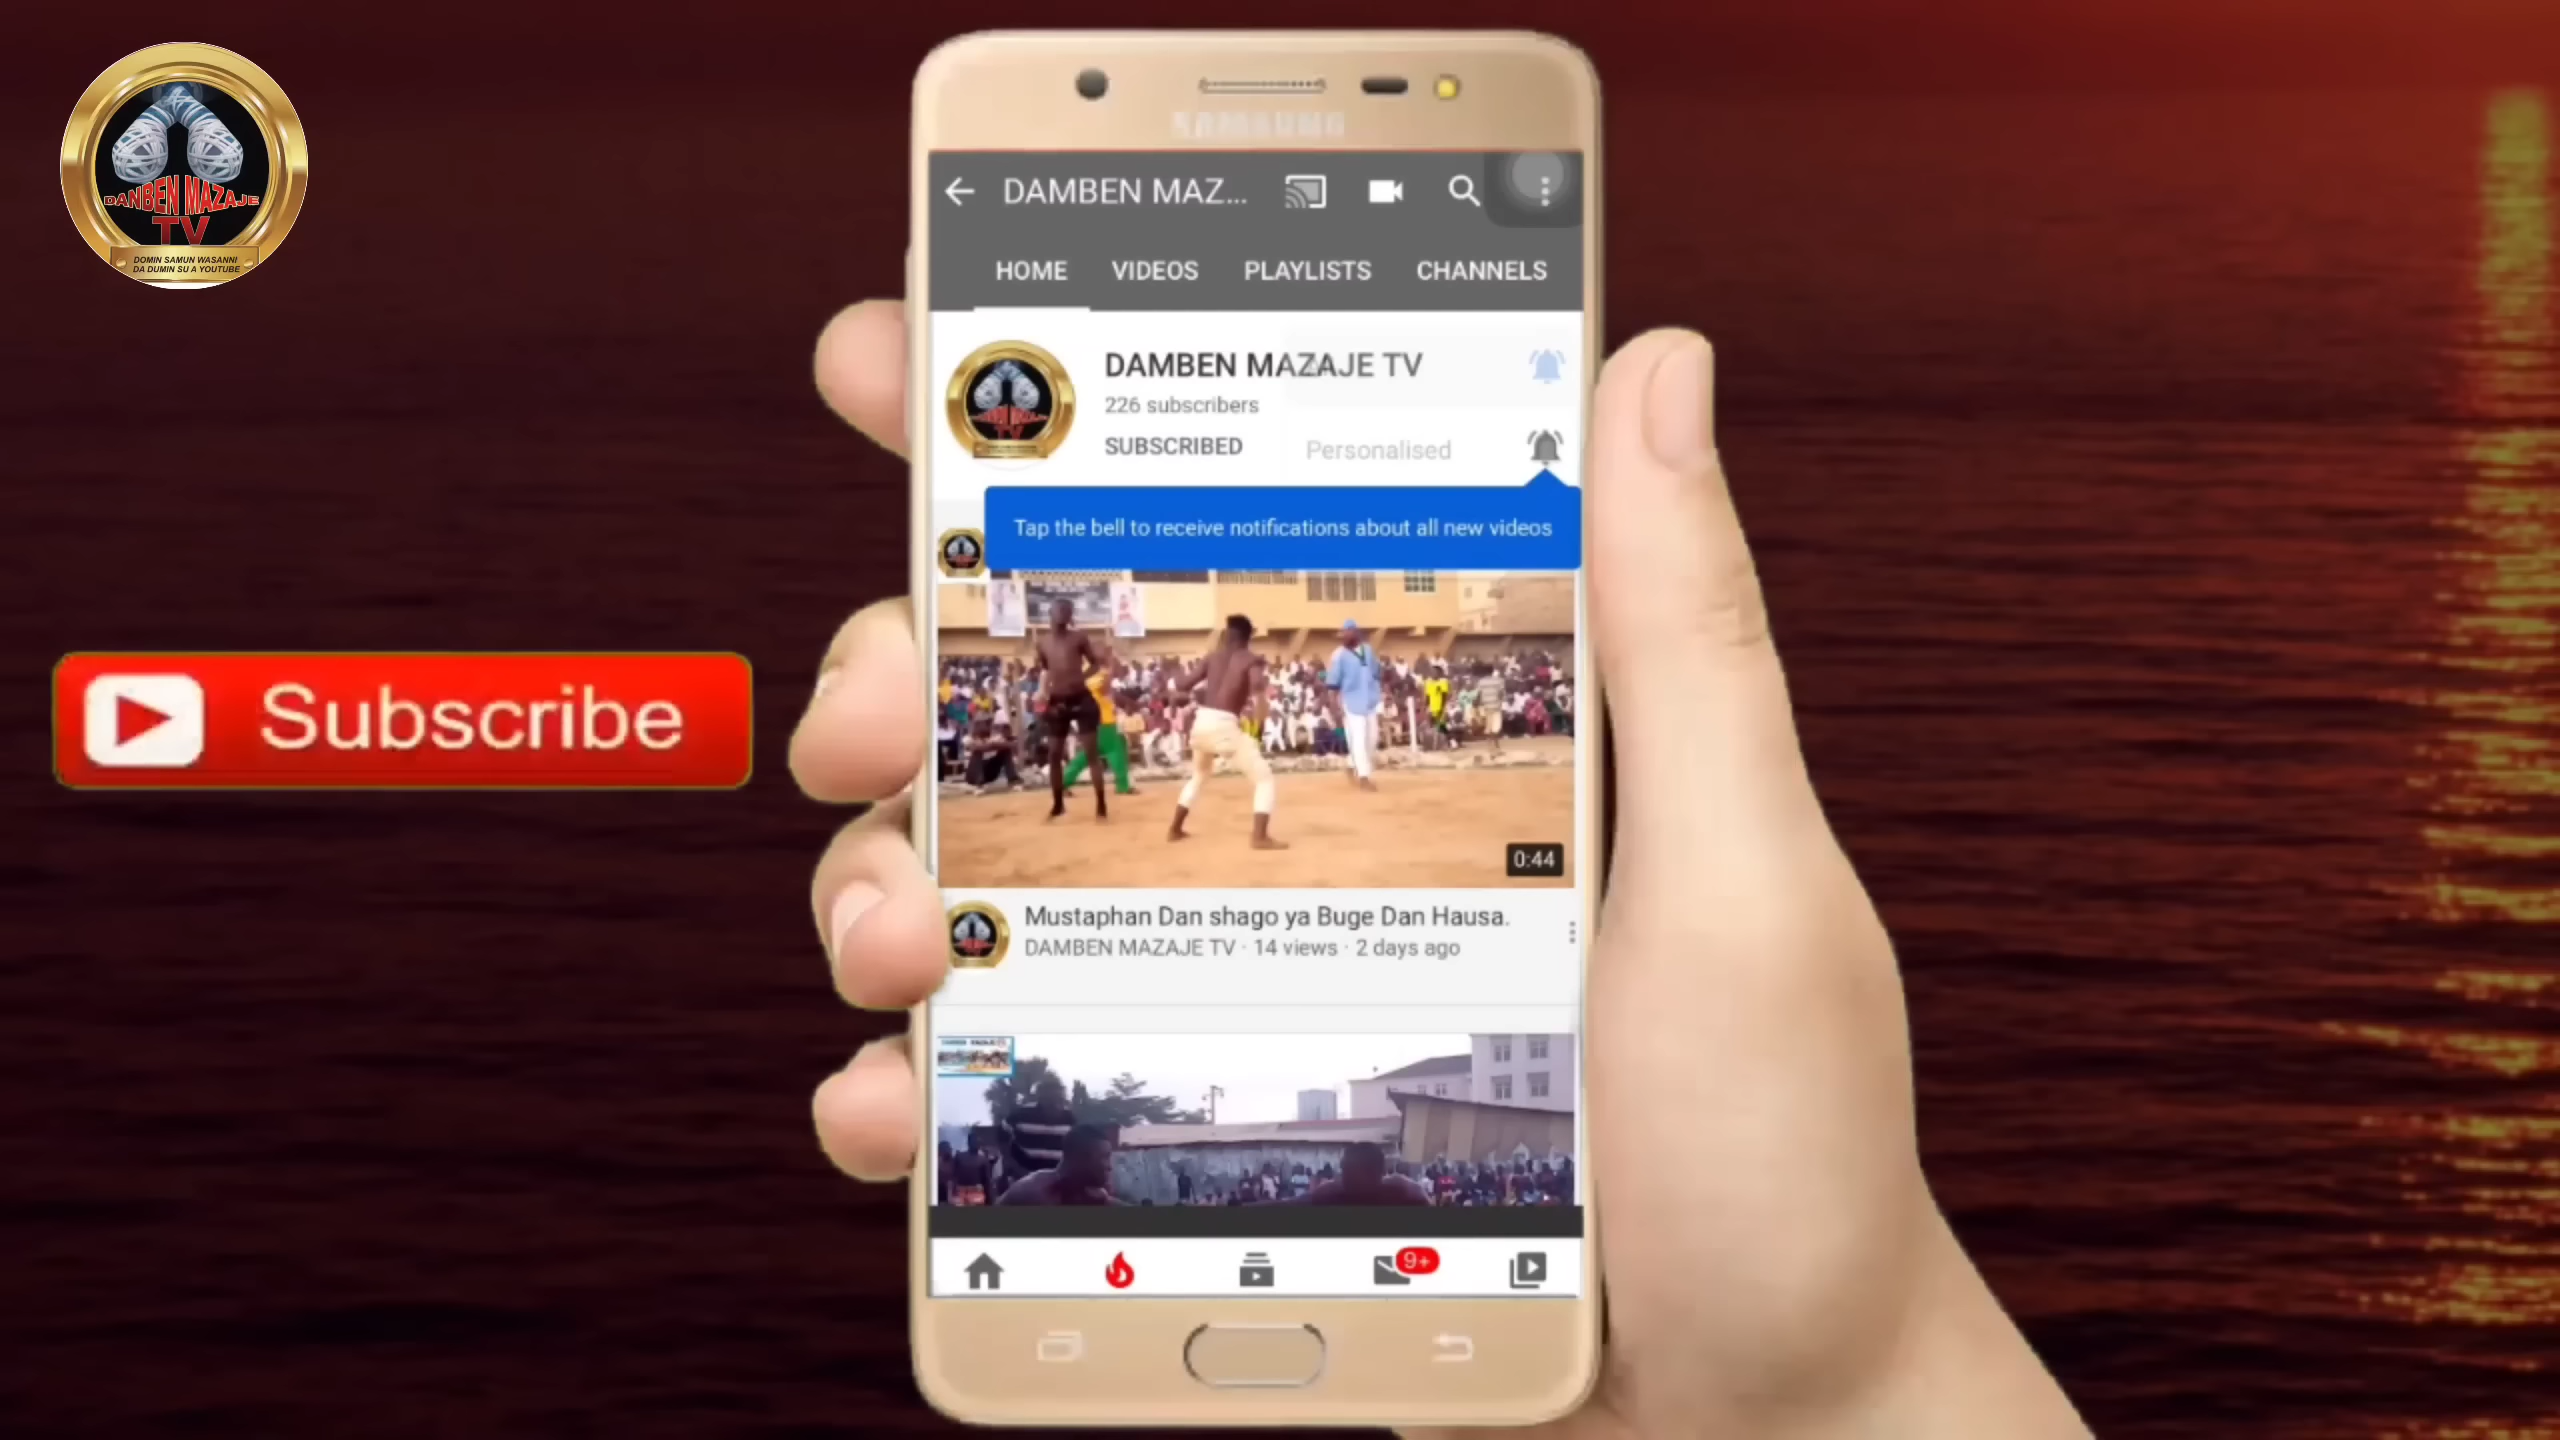 DANBEN MAZAJE
TV
DOMIN SAMUN WASANNI
DA DUMIN SU A YOUTUBE
Subscribe
SAMSUNG
DAMBEN MAZ...
HOME VIDEOS PLAYLISTS CHANNELS
DAMBEN MAZAJE TV
226 subscribers
SUBSCRIBED Personalised
Tap the bell to receive notifications about all new videos
0:44
Mustaphan Dan shago ya Buge Dan Hausa.
DAMBEN MAZAJE TV · 14 views · 2 days ago
9+